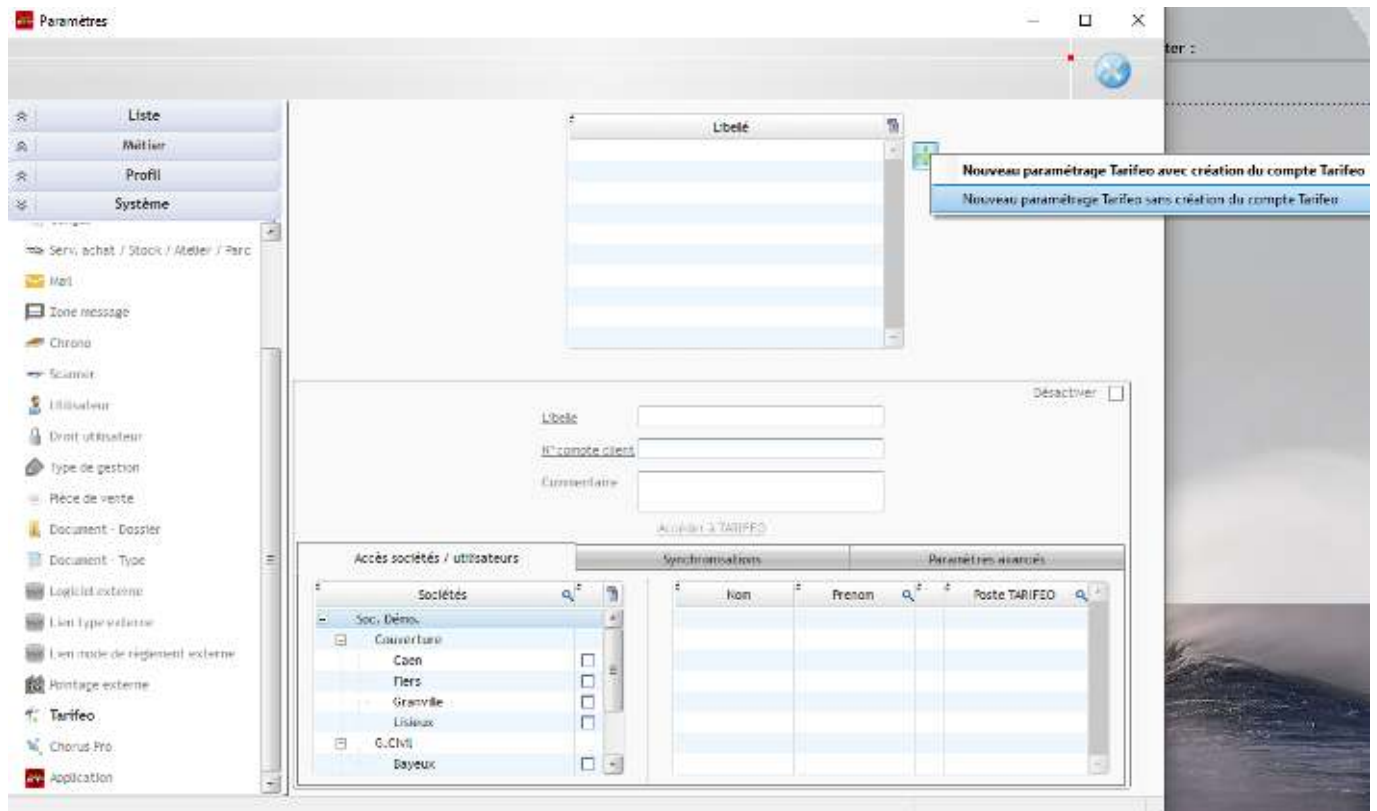 Paramètres
ter :
Liste
Métier
Profil
Système
Serv. achat / Stock / Atelier / Parc
Mail
Zone message
Chrono
Scanner
Utilisateur
Droit utilisateur
Type de gestion
Pièce de vente
Document - Dossier
Document - Type
Logiciel externe
Lien type externe
Lien mode de règlement externe
Pointage externe
Tarifeo
Chorus Pro
Application
Libellé
Nouveau paramétrage Tarifeo avec création du compte Tarifeo
Nouveau paramétrage Tarifeo sans création du compte Tarifeo
Désactiver
Libellé
N° compte client
Commentaire
Accéder à TARIFEO
Accès sociétés / utilisateurs
Synchronisations
Paramètres avancés
Sociétés
Nom
Prenom
Poste TARIFEO
Soc. Démo.
Couverture
Caen
Flers
Granville
Lisieux
G.Civil
Bayeux